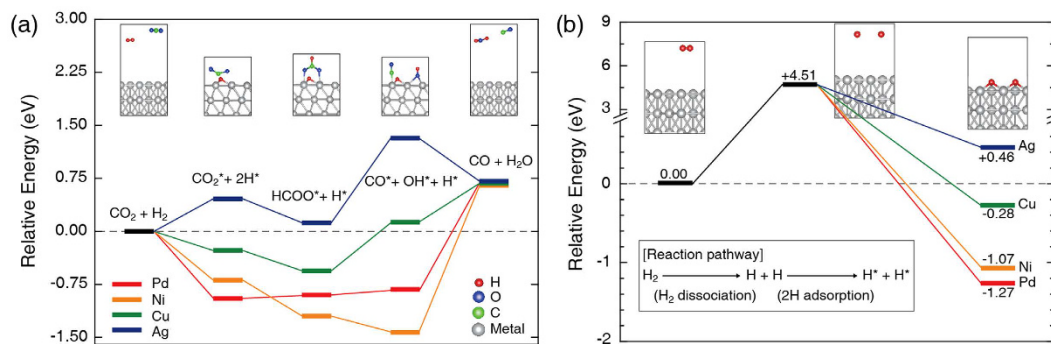 (a)
Relative Energy (eV)
3.00
2.25
1.50
0.75
0.00
-0.75
-1.50
CO₂ + H₂
CO₂*+ 2H*
HCOO*+ H*
CO*+ OH*+ H*
CO + H₂O
Pd
Ni
Cu
Ag
H
O
C
Metal
(b)
Relative Energy (eV)
9
6
3
0
-1
-2
0.00
+4.51
Ag
+0.46
Cu
-0.28
-1.07 Ni
Pd
-1.27
[Reaction pathway]
H₂ H + H H* + H*
(H₂ dissociation) (2H adsorption)